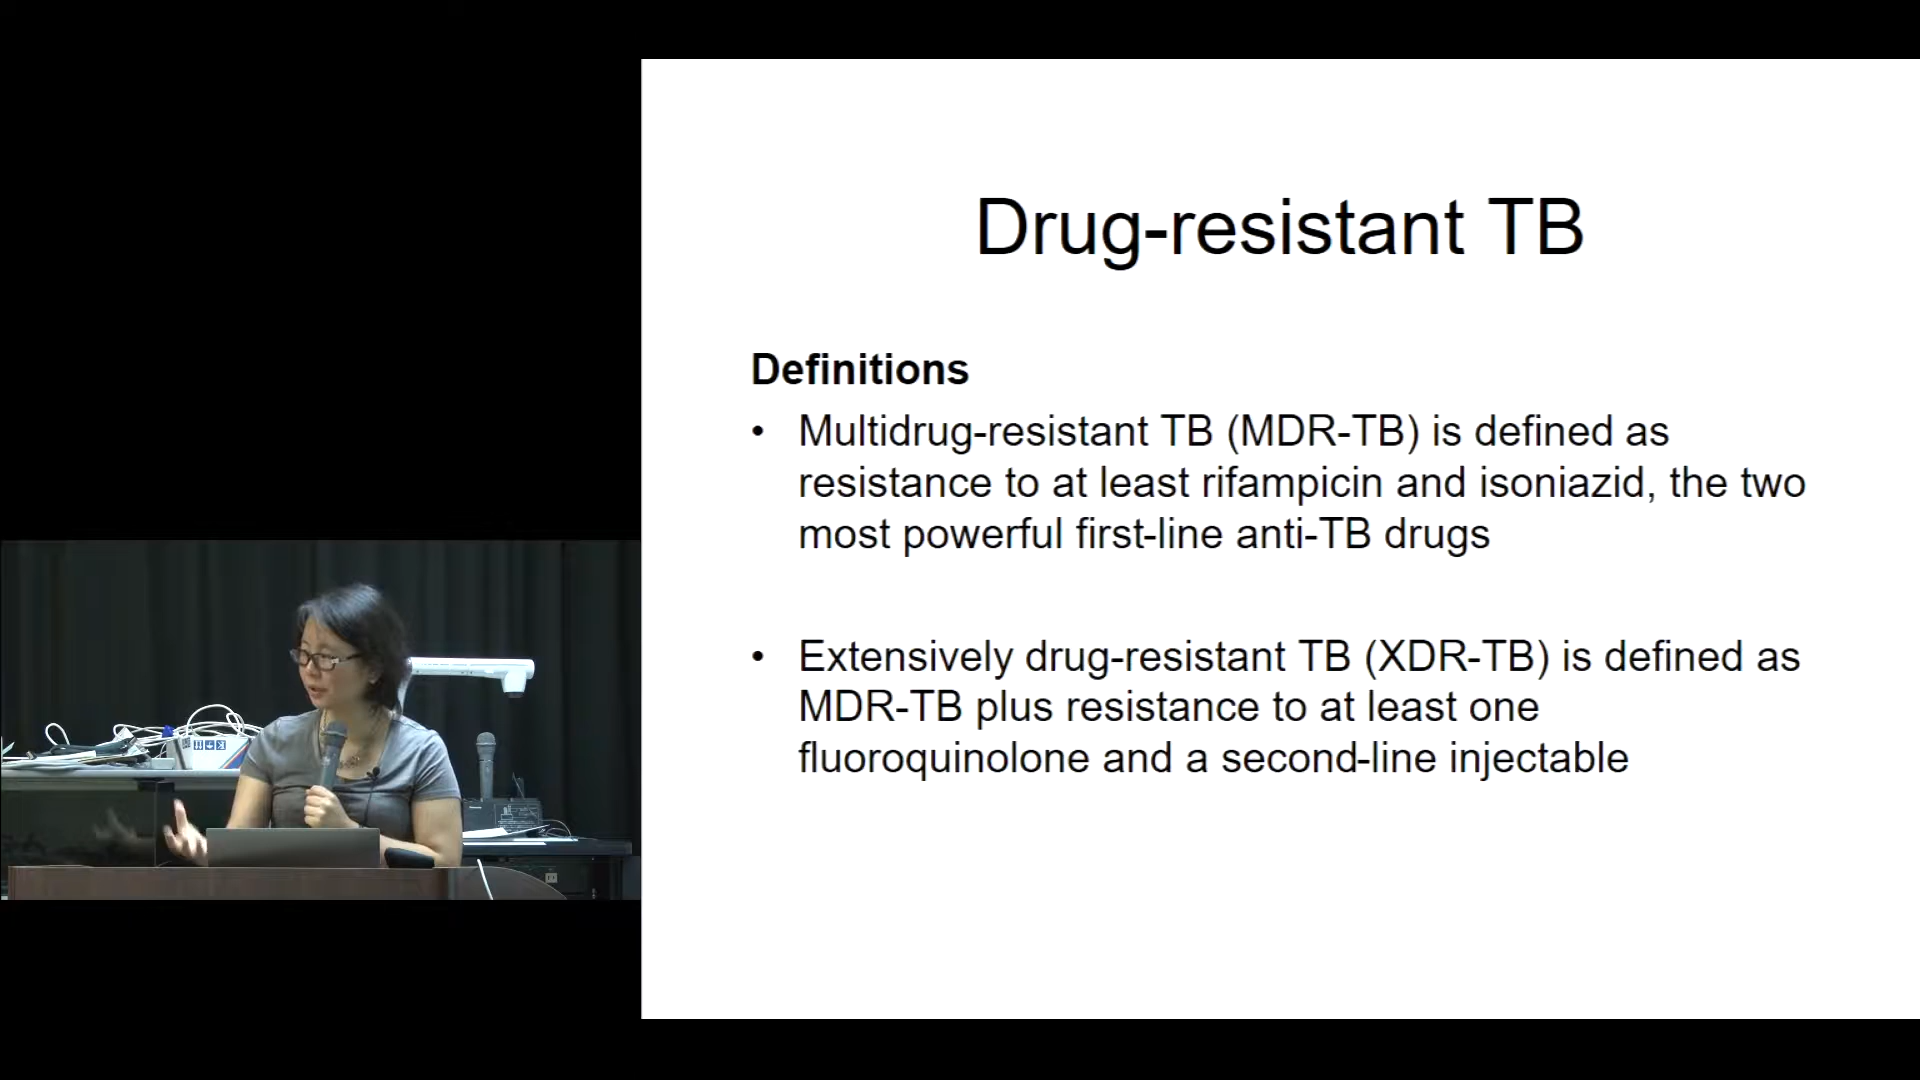 Drug-resistant TB
Definitions
• Multidrug-resistant TB (MDR-TB) is defined as
resistance to at least rifampicin and isoniazid, the two
most powerful first-line anti-TB drugs
• Extensively drug-resistant TB (XDR-TB) is defined as
MDR-TB plus resistance to at least one
fluoroquinolone and a second-line injectable